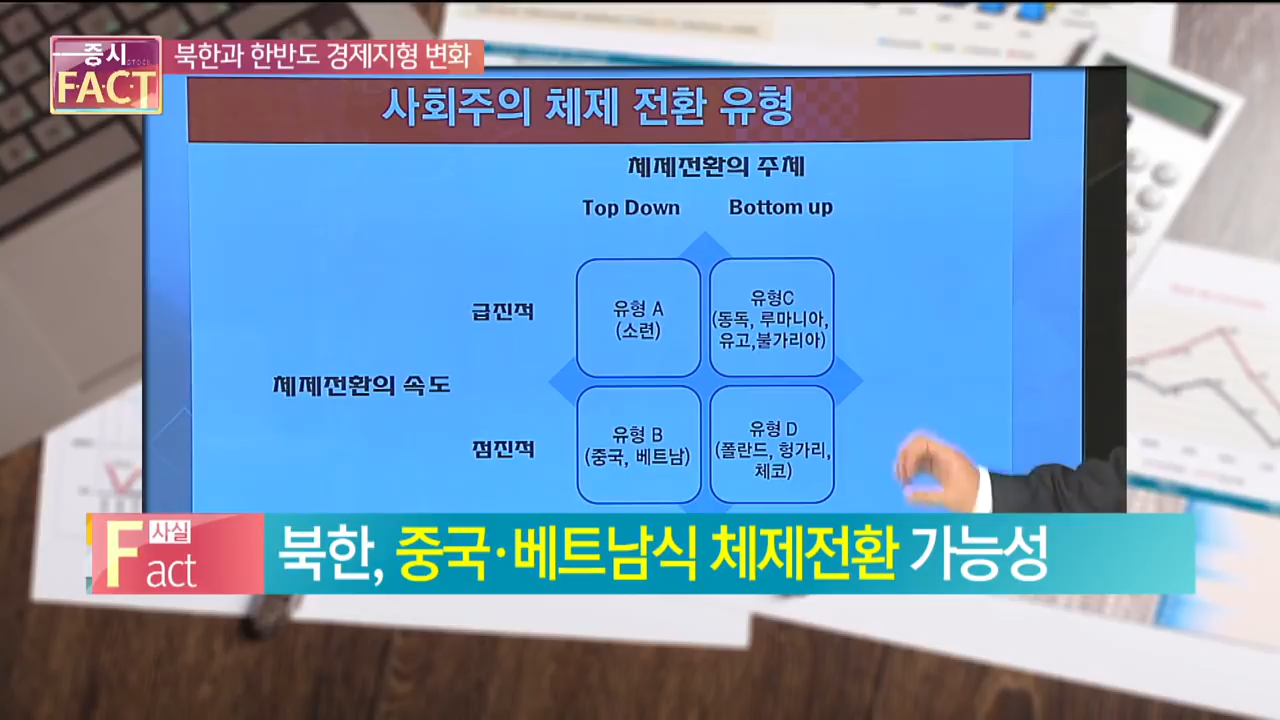 증시
STOCK
F·A·C·T
북한과 한반도 경제지형 변화
사회주의 체제 전환 유형
체제전환의 주체
Top Down
Bottom up
급진적
유형 A
(소련)
유형C
(동독, 루마니아,
유고,불가리아)
체제전환의 속도
점진적
유형 B
(중국, 베트남)
유형 D
(폴란드, 헝가리,
체코)
Fact
사실
북한, 중국·베트남식 체제전환 가능성